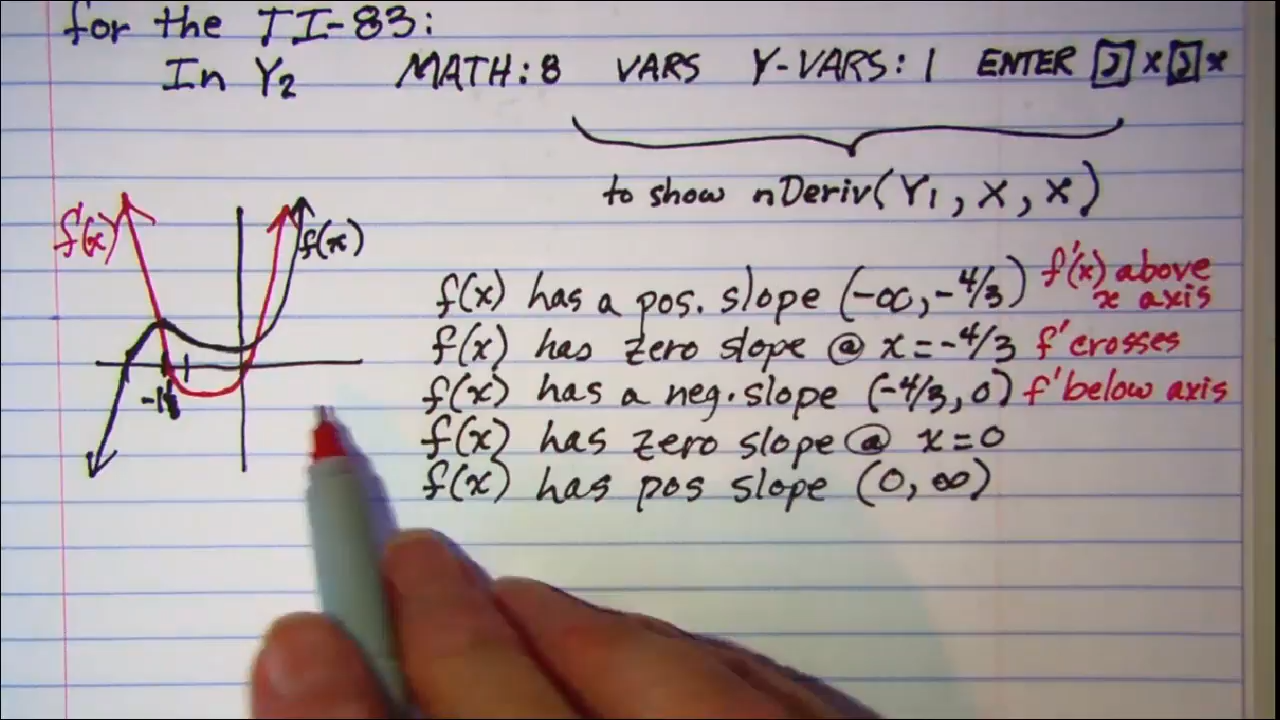 for the TI-83:
In Y₂ MATH:8 VARS Y-VARS:1 ENTER [,] x [,] x
to show nDeriv(Y₁, X, X)
f'(x)
f(x)
f(x) has a pos. slope (-∞, -4/3) f'(x) above x axis
f(x) has zero slope @ x=-4/3 f' crosses
f(x) has a neg. slope (-4/3, 0) f' below axis
f(x) has zero slope @ x=0
f(x) has pos slope (0, ∞)